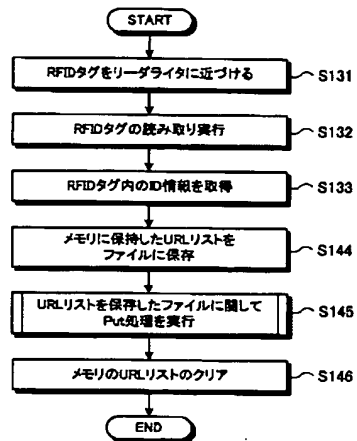 START
RFIDタグをリーダライタに近づける
S131
RFIDタグの読み取り実行
S132
RFIDタグ内のID情報を取得
S133
メモリに保持したURLリストを
ファイルに保存
S144
URLリストを保存したファイルに関して
Put処理を実行
S145
メモリのURLリストのクリア
S146
END